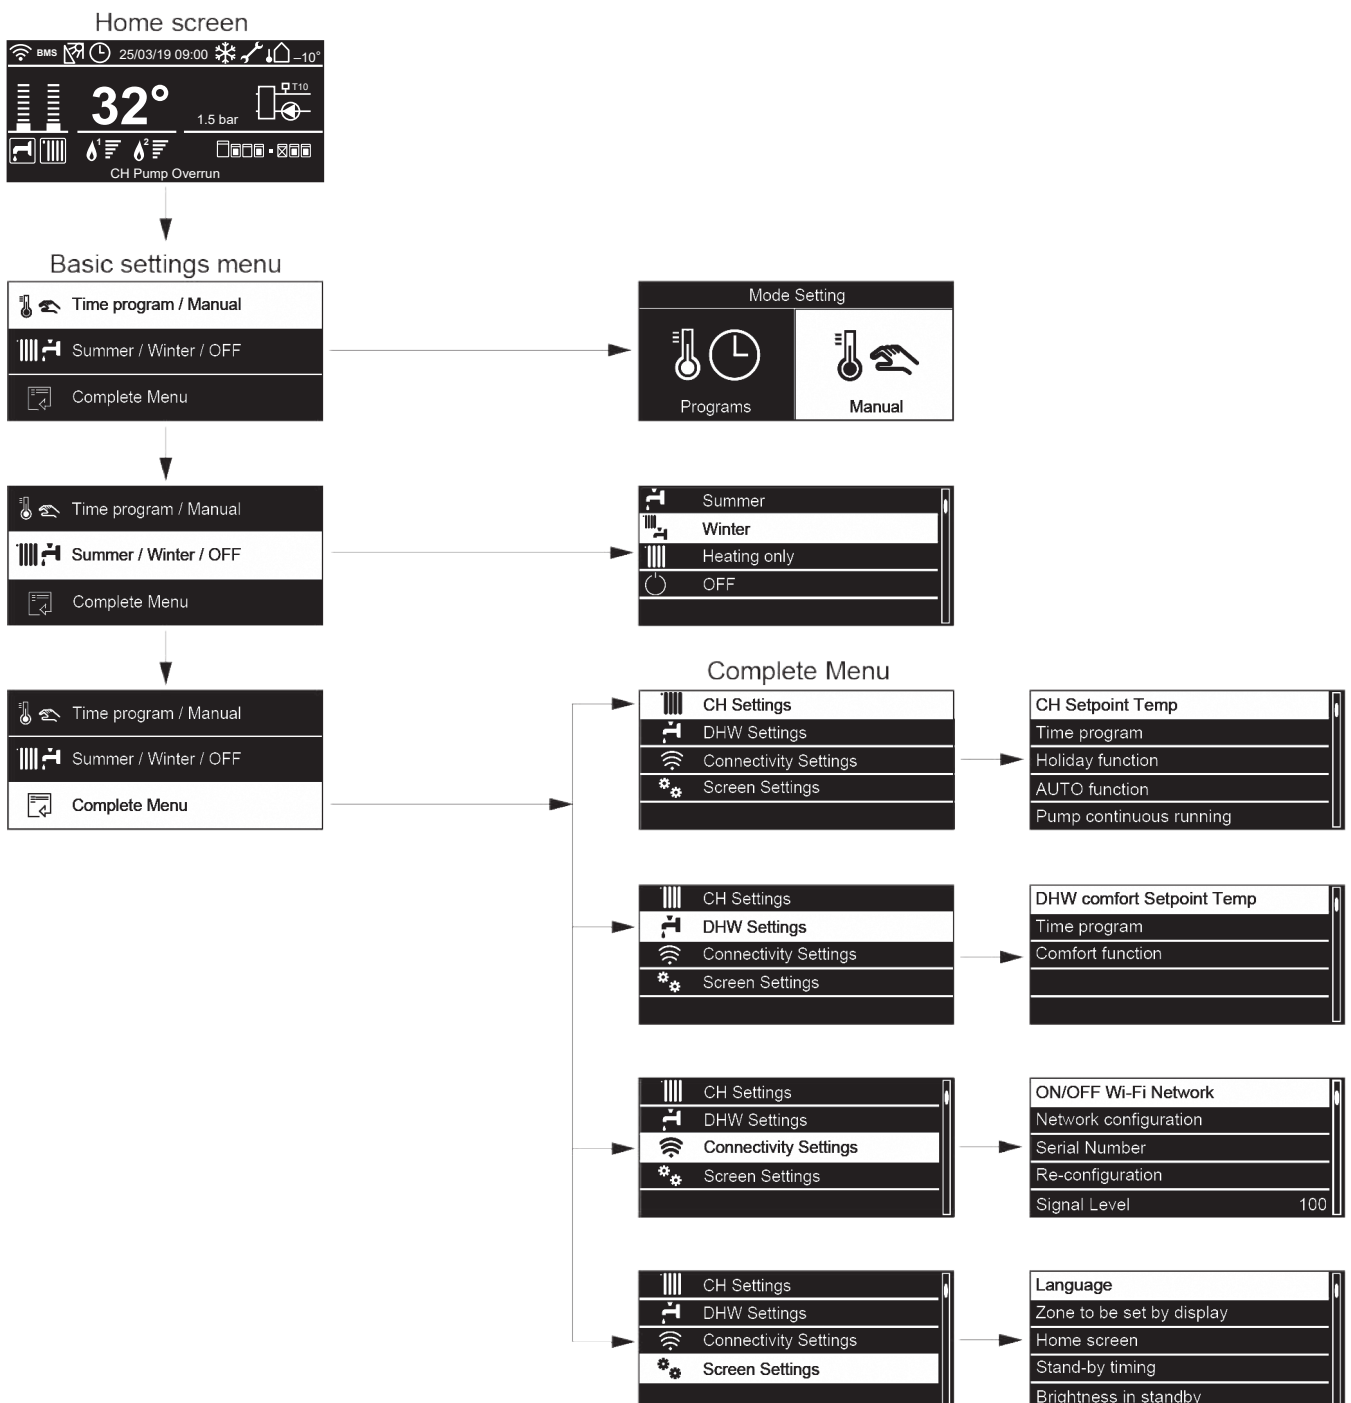 Home screen
BMS 25/03/19 09:00 –10°
T10
32°
1.5 bar
1 2
CH Pump Overrun
Basic settings menu
Time program / Manual
Summer / Winter / OFF
Complete Menu
Mode Setting
Programs Manual
Time program / Manual
Summer / Winter / OFF
Complete Menu
Summer
Winter
Heating only
OFF
Time program / Manual
Summer / Winter / OFF
Complete Menu
Complete Menu
CH Settings
DHW Settings
Connectivity Settings
Screen Settings
CH Setpoint Temp
Time program
Holiday function
AUTO function
Pump continuous running
CH Settings
DHW Settings
Connectivity Settings
Screen Settings
DHW comfort Setpoint Temp
Time program
Comfort function
CH Settings
DHW Settings
Connectivity Settings
Screen Settings
ON/OFF Wi-Fi Network
Network configuration
Serial Number
Re-configuration
Signal Level 100
CH Settings
DHW Settings
Connectivity Settings
Screen Settings
Language
Zone to be set by display
Home screen
Stand-by timing
Brightness in standby